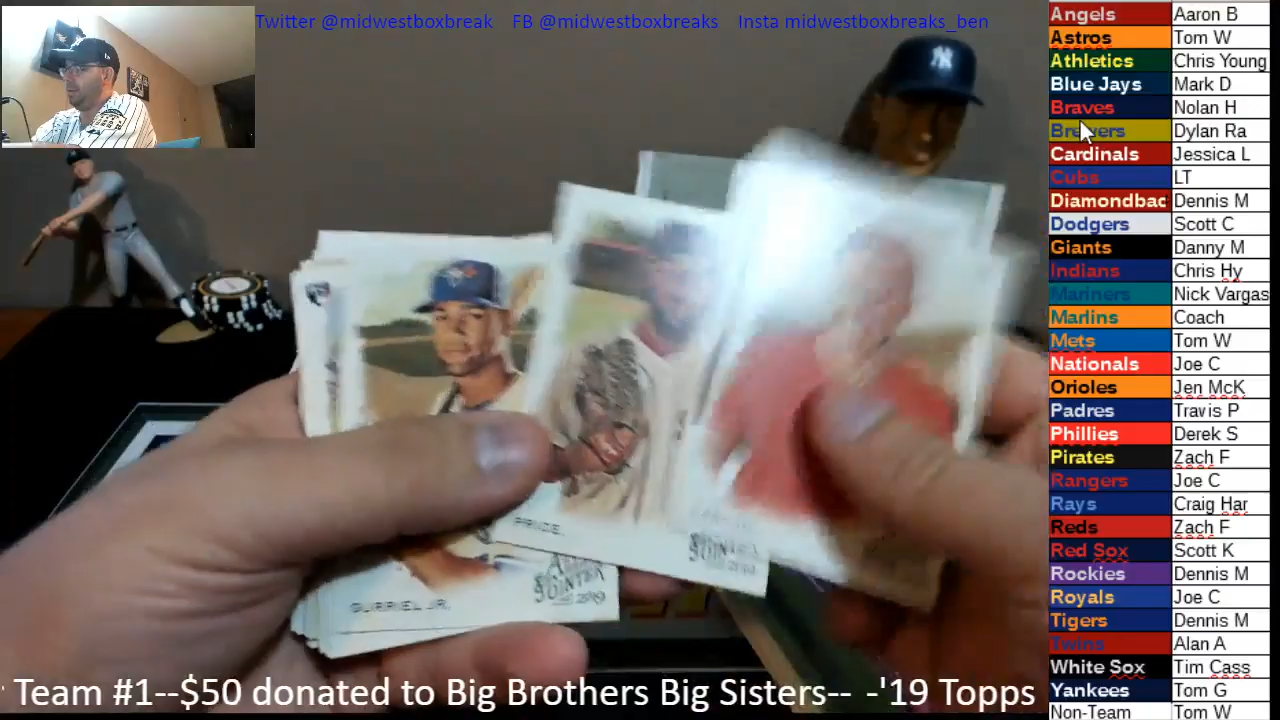 Twitter @midwestboxbreak FB @midwestboxbreaks Insta midwestboxbreaks_ben
Angels Aaron B
Astros Tom W
Athletics Chris Young
Blue Jays Mark D
Braves Nolan H
Brewers Dylan Ra
Cardinals Jessica L
Cubs LT
Diamondbac Dennis M
Dodgers Scott C
Giants Danny M
Indians Chris Hy
Mariners Nick Vargas
Marlins Coach
Mets Tom W
Nationals Joe C
Orioles Jen McK
Padres Travis P
Phillies Derek S
Pirates Zach F
Rangers Joe C
Rays Craig Har
Reds Zach F
Red Sox Scott K
Rockies Dennis M
Royals Joe C
Tigers Dennis M
Twins Alan A
White Sox Tim Cass
Yankees Tom G
Non-Team Tom W
PRICE
GURRIEL JR.
Team #1--$50 donated to Big Brothers Big Sisters-- -'19 Topps